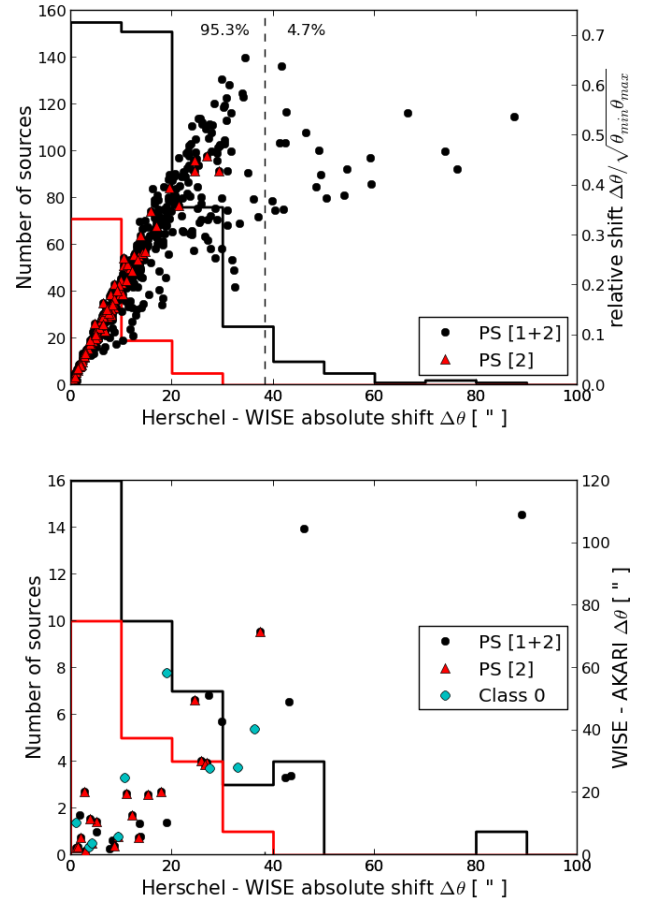 95.3% 4.7%
160
140
120
100
80
60
40
20
0
Number of sources
0.7
0.6
0.5
0.4
0.3
0.2
0.1
0.0
relative shift Δθ/√θminθmax
PS [1+2]
PS [2]
0 20 40 60 80 100
Herschel - WISE absolute shift Δθ [ " ]
16
14
12
10
8
6
4
2
0
Number of sources
120
100
80
60
40
20
0
WISE - AKARI Δθ [ " ]
PS [1+2]
PS [2]
Class 0
0 20 40 60 80 100
Herschel - WISE absolute shift Δθ [ " ]